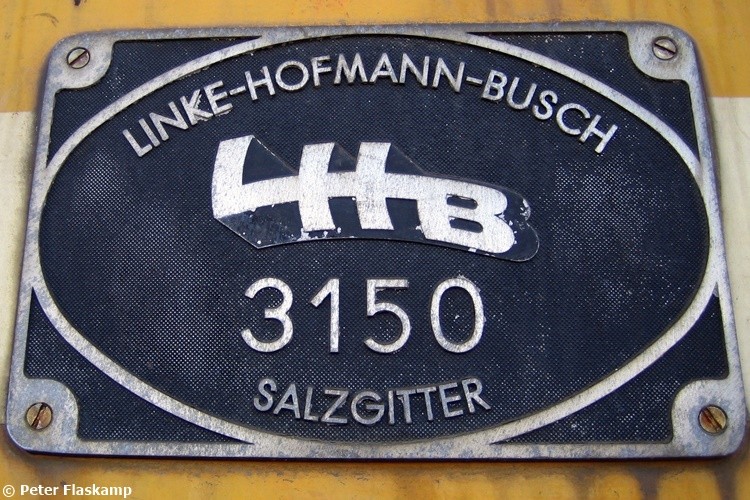 LINKE-HOFMANN-BUSCH
LHB
3150
SALZGITTER
© Peter Flaskamp